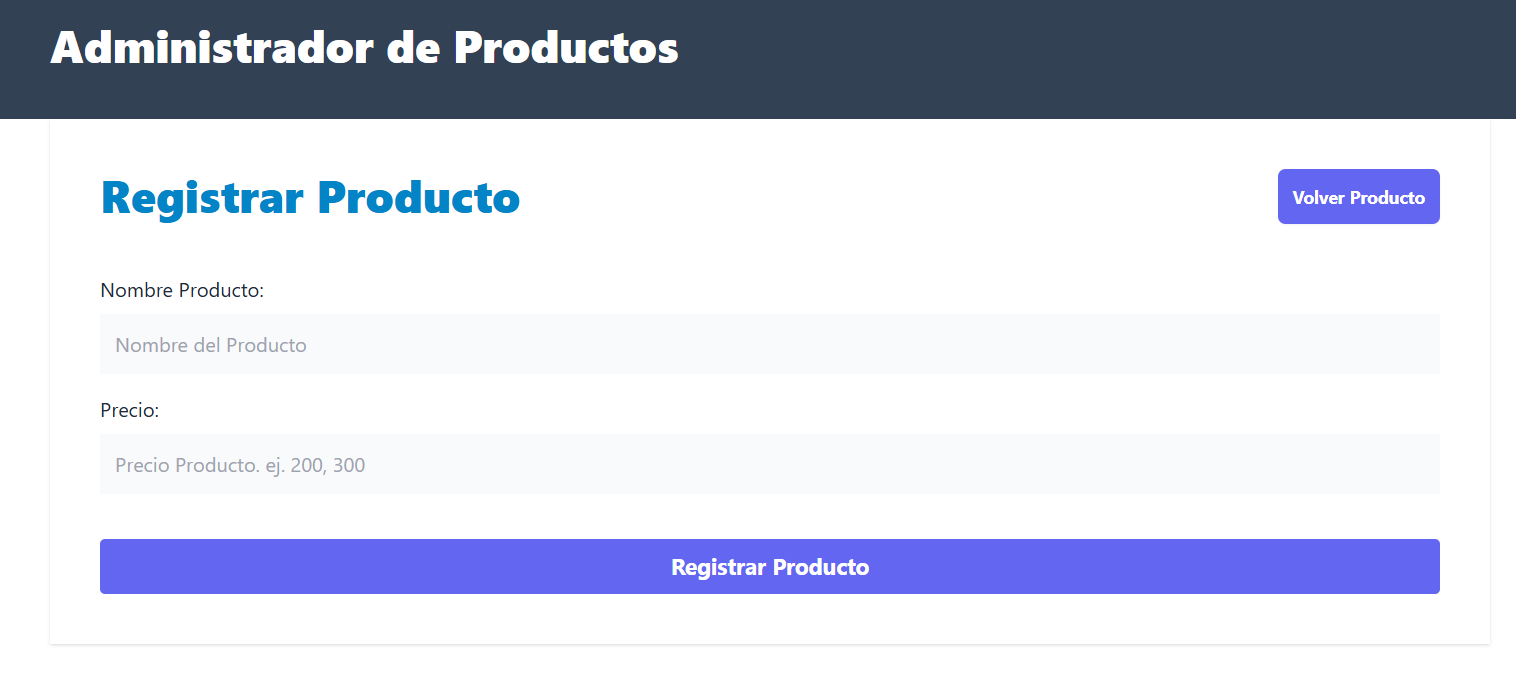 Administrador de Productos
Registrar Producto
Volver Producto
Nombre Producto:
Nombre del Producto
Precio:
Precio Producto. ej. 200, 300
Registrar Producto